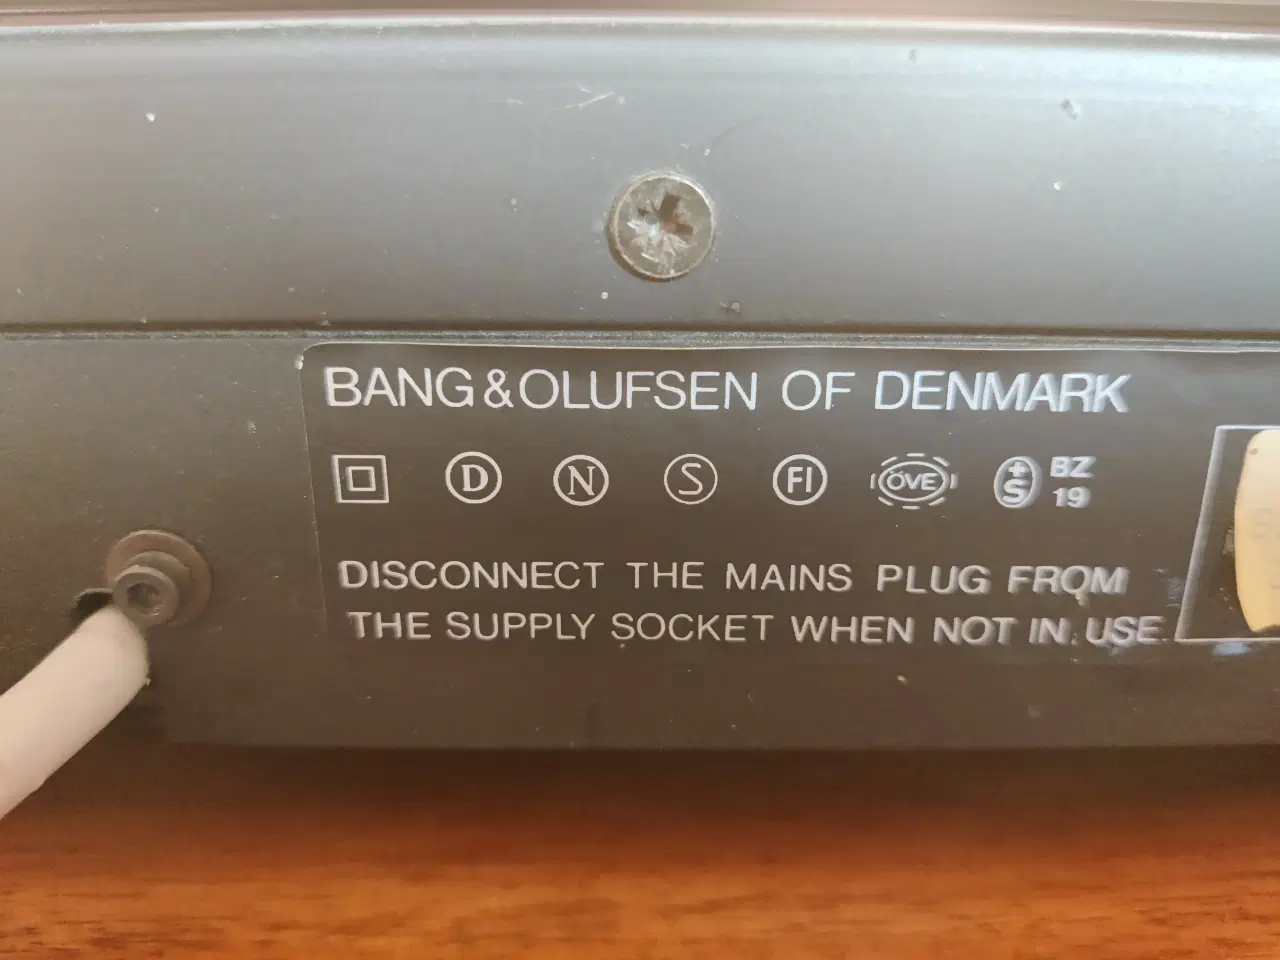 BANG&OLUFSEN OF DENMARK
D N S FI ÖVE +S BZ 19
DISCONNECT THE MAINS PLUG FROM
THE SUPPLY SOCKET WHEN NOT IN USE